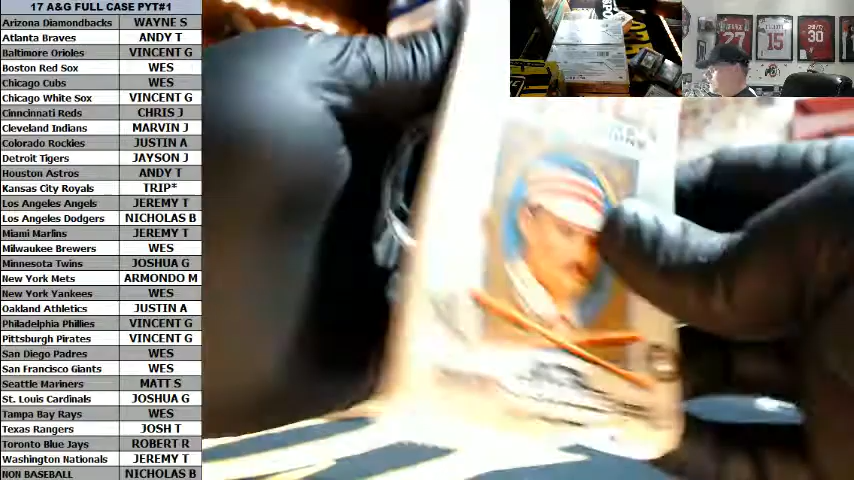 17 A&G FULL CASE PYT#1
Arizona Diamondbacks WAYNE S
Atlanta Braves ANDY T
Baltimore Orioles VINCENT G
Boston Red Sox WES
Chicago Cubs WES
Chicago White Sox VINCENT G
Cinncinnati Reds CHRIS J
Cleveland Indians MARVIN J
Colorado Rockies JUSTIN A
Detroit Tigers JAYSON J
Houston Astros ANDY T
Kansas City Royals TRIP*
Los Angeles Angels JEREMY T
Los Angeles Dodgers NICHOLAS B
Miami Marlins JEREMY T
Milwaukee Brewers WES
Minnesota Twins JOSHUA G
New York Mets ARMONDO M
New York Yankees WES
Oakland Athletics JUSTIN A
Philadelphia Phillies VINCENT G
Pittsburgh Pirates VINCENT G
San Diego Padres WES
San Francisco Giants WES
Seattle Mariners MATT S
St. Louis Cardinals JOSHUA G
Tampa Bay Rays WES
Texas Rangers JOSH T
Toronto Blue Jays ROBERT R
Washington Nationals JEREMY T
NON BASEBALL NICHOLAS B
27
15
30